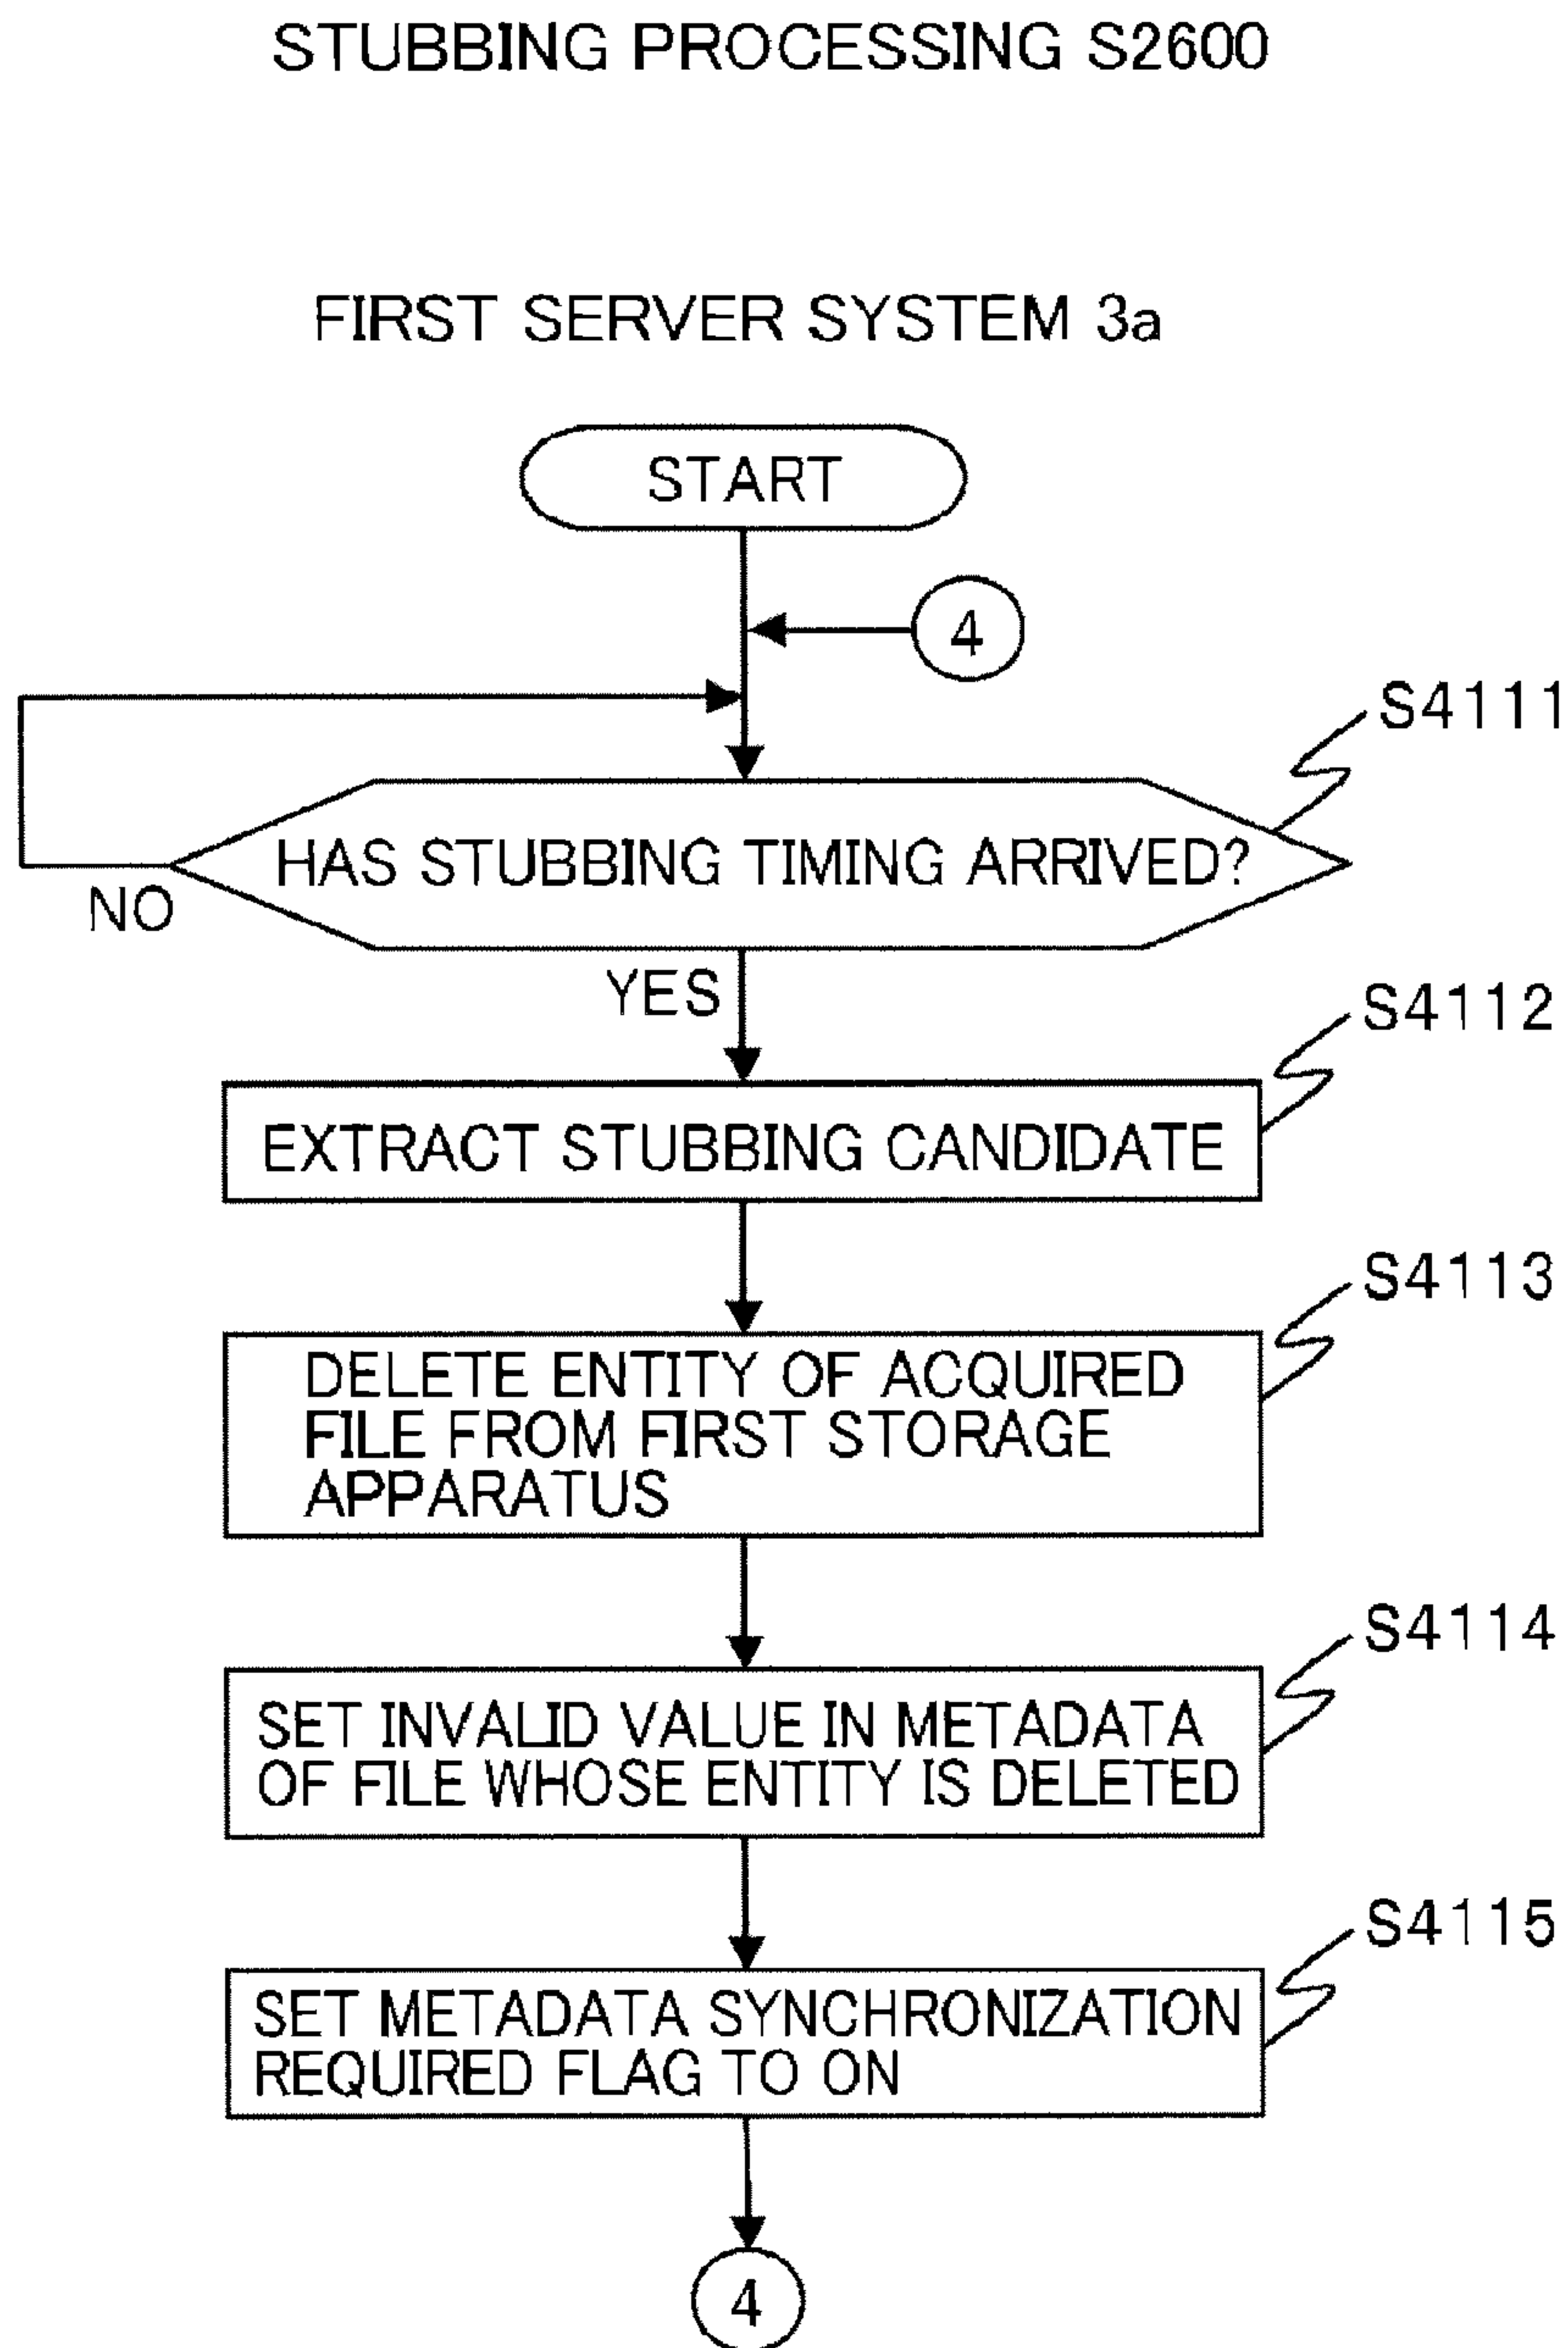 STUBBING PROCESSING S2600
FIRST SERVER SYSTEM 3a
START
4
S4111
HAS STUBBING TIMING ARRIVED?
NO
YES
S4112
EXTRACT STUBBING CANDIDATE
S4113
DELETE ENTITY OF ACQUIRED
FILE FROM FIRST STORAGE
APPARATUS
S4114
SET INVALID VALUE IN METADATA
OF FILE WHOSE ENTITY IS DELETED
S4115
SET METADATA SYNCHRONIZATION
REQUIRED FLAG TO ON
4